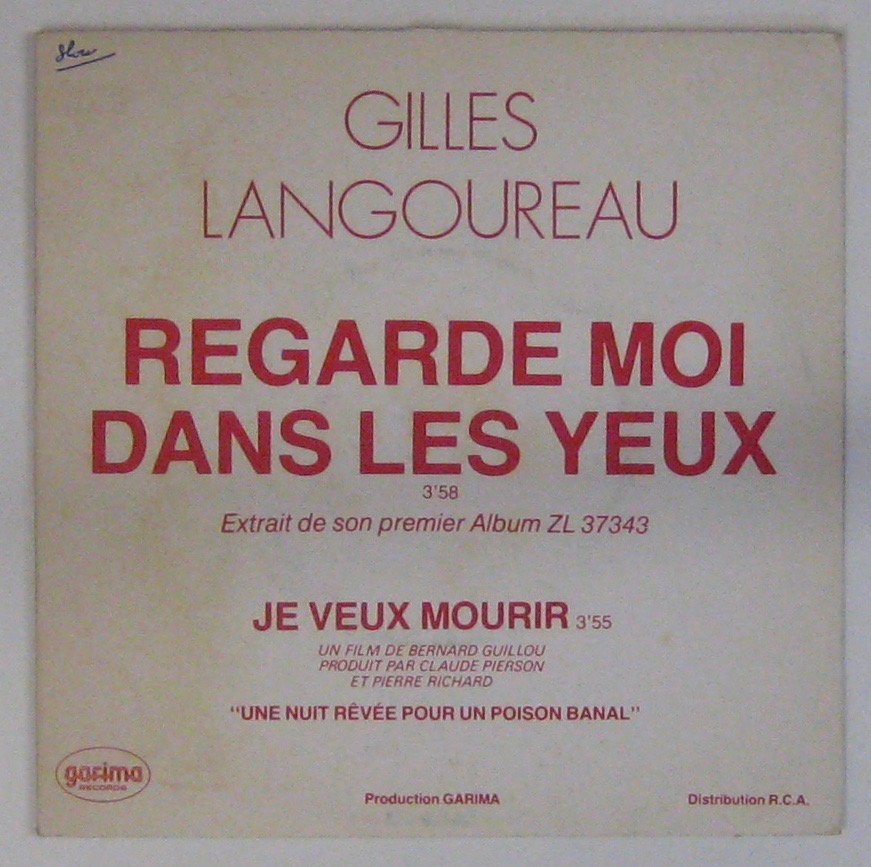 Slow
GILLES
LANGOUREAU
REGARDE MOI
DANS LES YEUX
3'58
Extrait de son premier Album ZL 37343
JE VEUX MOURIR 3'55
UN FILM DE BERNARD GUILLOU
PRODUIT PAR CLAUDE PIERSON
ET PIERRE RICHARD
"UNE NUIT RÊVÉE POUR UN POISON BANAL"
garima
RECORDS
Production GARIMA
Distribution R.C.A.